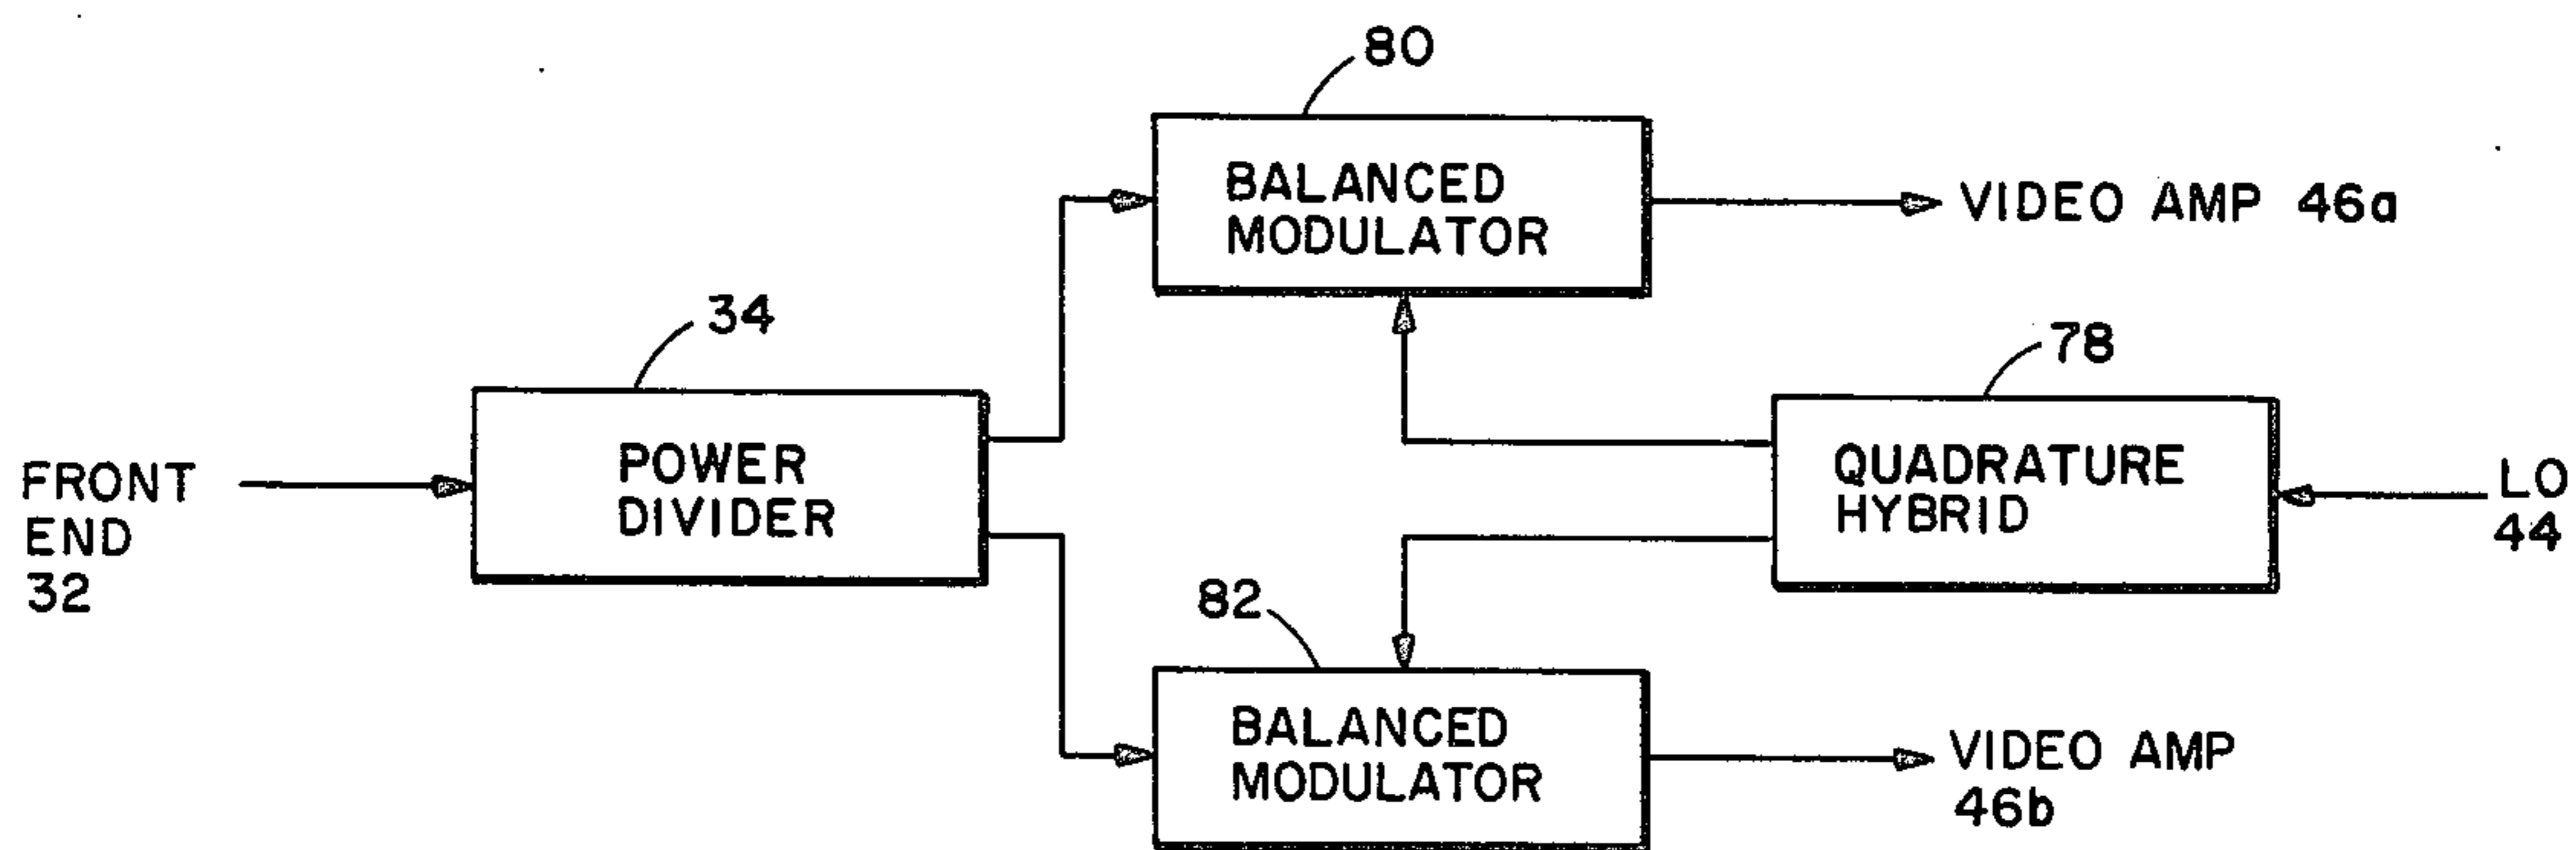 80
BALANCED
MODULATOR
VIDEO AMP 46a
34
78
FRONT
END
32
POWER
DIVIDER
QUADRATURE
HYBRID
LO
44
82
BALANCED
MODULATOR
VIDEO AMP
46b